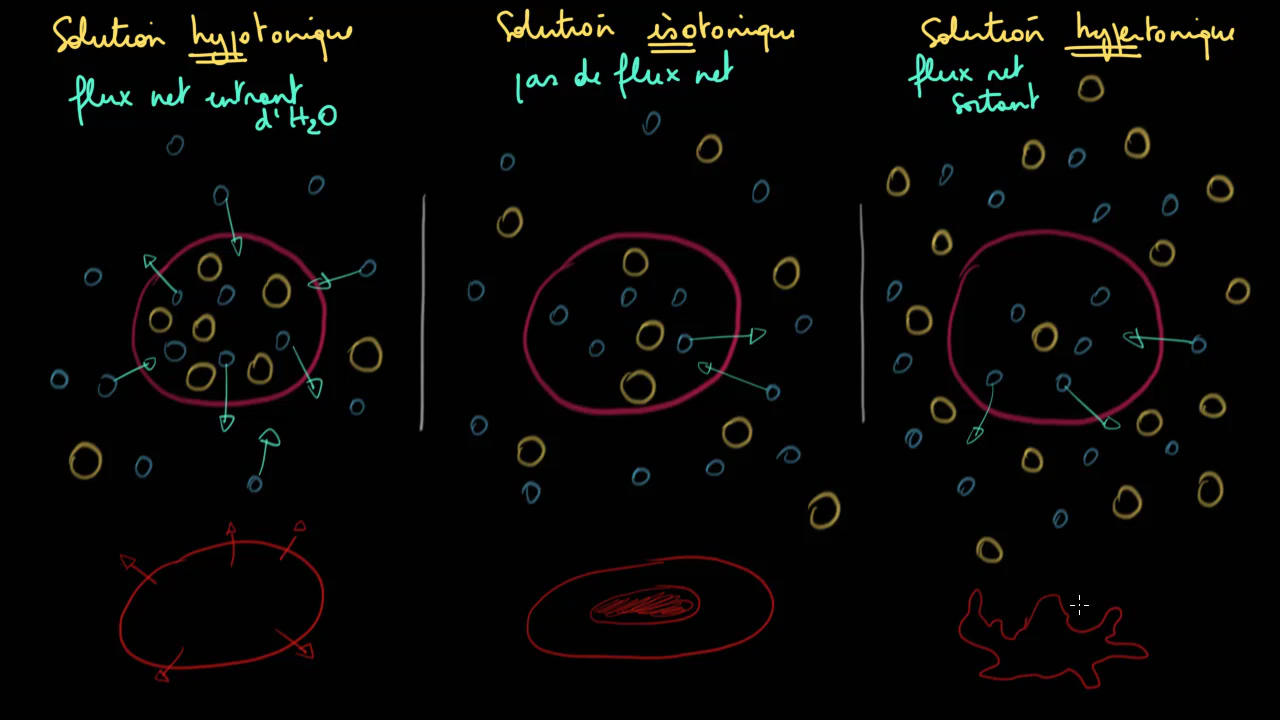 Solution hypotonique
flux net entrant
d'H2O
Solution isotonique
pas de flux net
Solution hypertonique
flux net
sortant